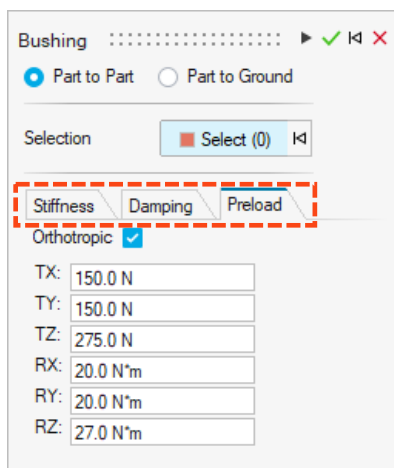 Bushing
Part to Part Part to Ground
Selection Select (0)
Stiffness Damping Preload
Orthotropic
TX: 150.0 N
TY: 150.0 N
TZ: 275.0 N
RX: 20.0 N*m
RY: 20.0 N*m
RZ: 27.0 N*m